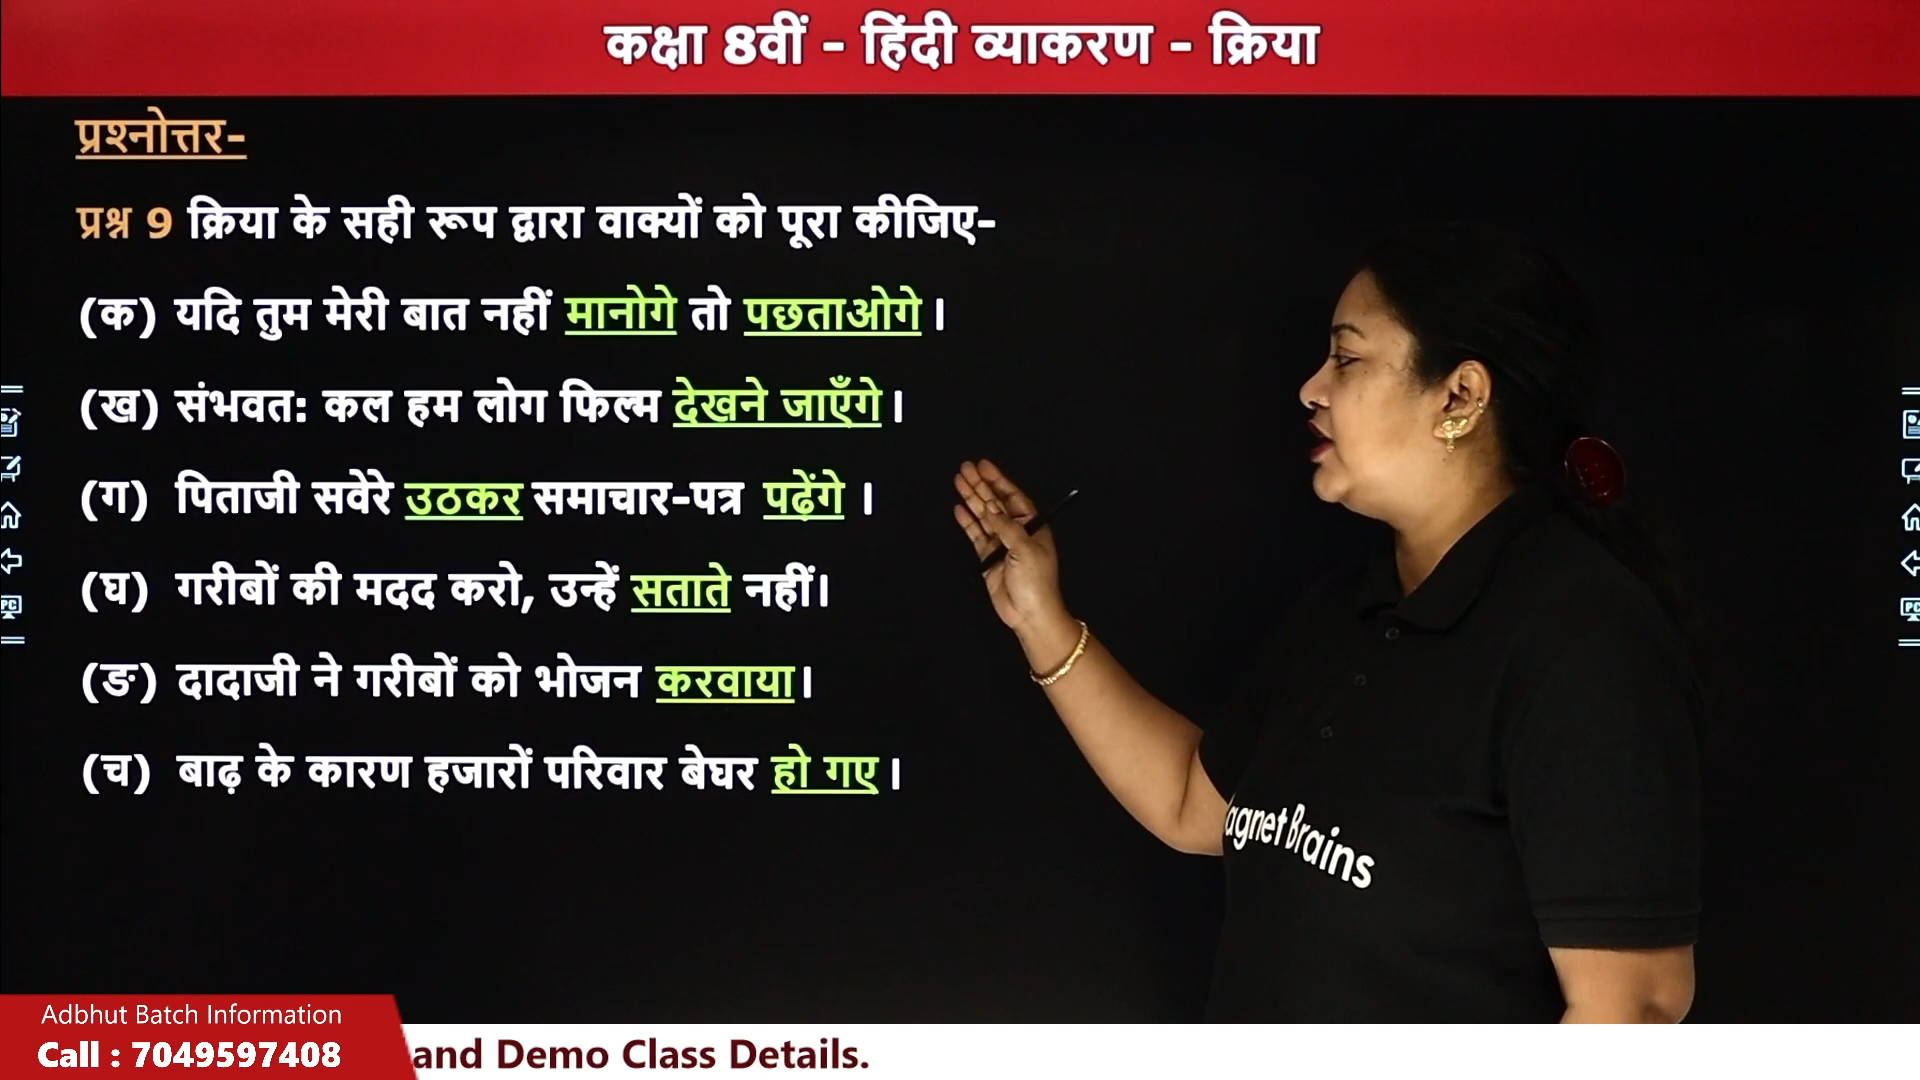 कक्षा 8वीं - हिंदी व्याकरण - क्रिया
प्रश्नोत्तर-
प्रश्न 9 क्रिया के सही रूप द्वारा वाक्यों को पूरा कीजिए-
(क) यदि तुम मेरी बात नहीं मानोगे तो पछताओगे ।
(ख) संभवत: कल हम लोग फिल्म देखने जाएँगे ।
(ग) पिताजी सवेरे उठकर समाचार-पत्र पढ़ेंगे ।
(घ) गरीबों की मदद करो, उन्हें सताते नहीं।
(ङ) दादाजी ने गरीबों को भोजन करवाया।
(च) बाढ़ के कारण हजारों परिवार बेघर हो गए ।
agnet Brains
Adbhut Batch Information
Call : 7049597408
and Demo Class Details.